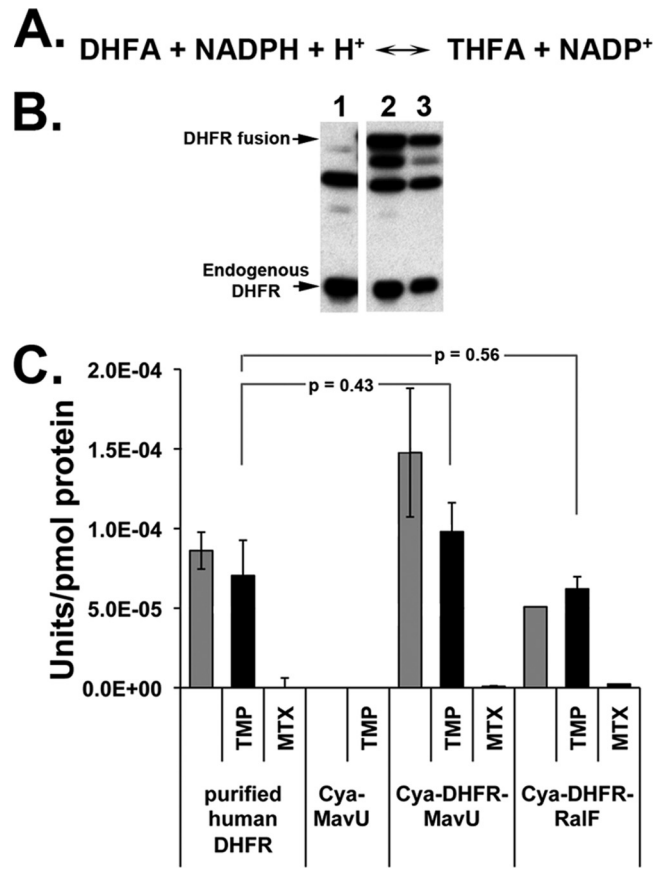 A. DHFA + NADPH + H⁺ ↔ THFA + NADP⁺
B.
1 2 3
DHFR fusion
Endogenous
DHFR
C.
p = 0.56
p = 0.43
Units/pmol protein
2.0E-04
1.5E-04
1.0E-04
5.0E-05
0.0E+00
TMP
MTX
TMP
TMP
MTX
TMP
MTX
purified
human
DHFR
Cya-
MavU
Cya-DHFR-
MavU
Cya-DHFR-
RalF